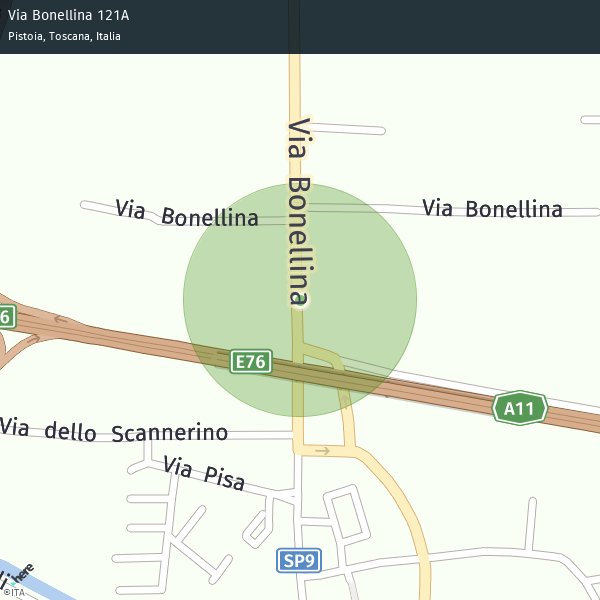 Via Bonellina 121A
Pistoia, Toscana, Italia
Via Bonellina
Via Bonellina
Via Bonellina
6
E76
A11
Via dello Scannerino
Via Pisa
SP9
here
©ITA